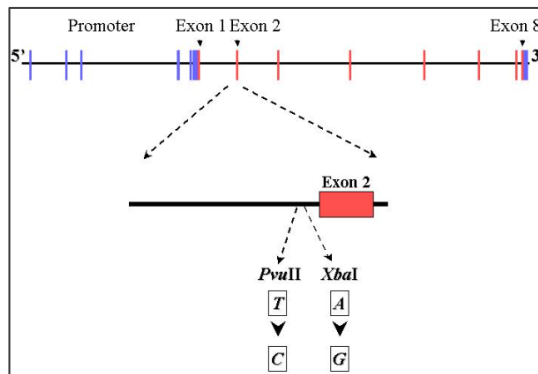 Promoter Exon 1 Exon 2 Exon 8
5’ 3
Exon 2
PvuII XbaI
T A
C G